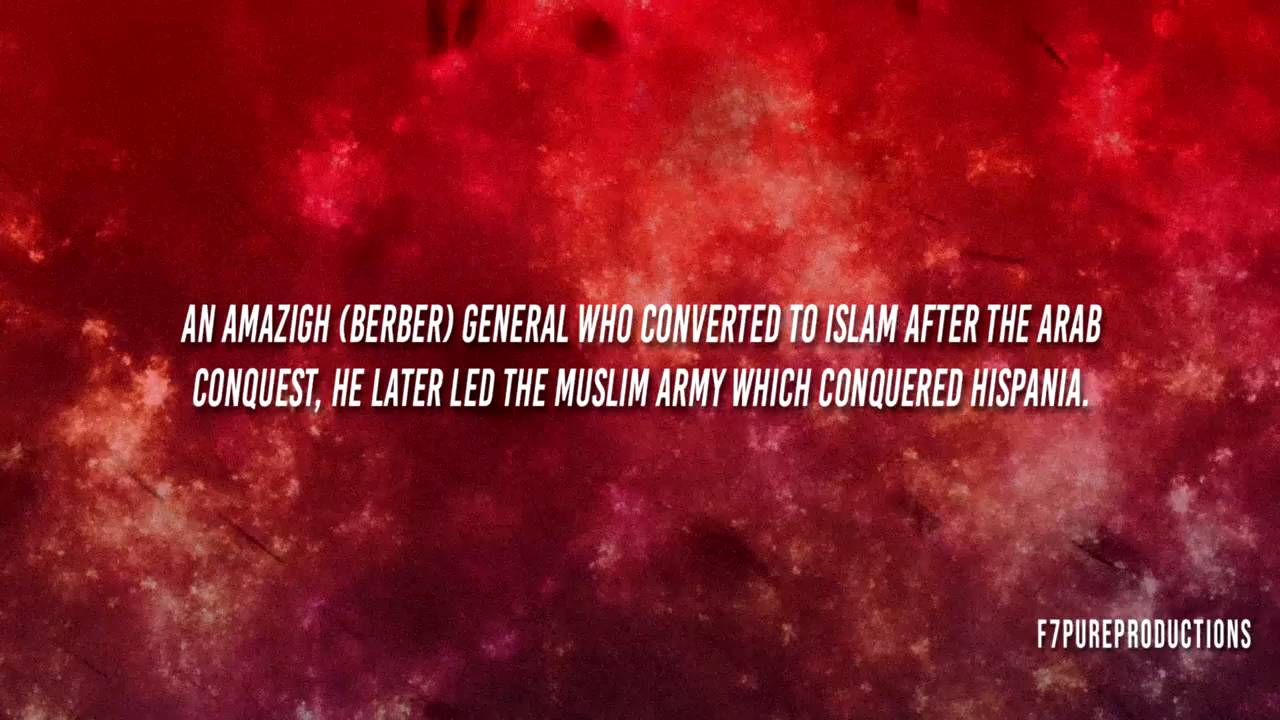 AN AMAZIGH (BERBER) GENERAL WHO CONVERTED TO ISLAM AFTER THE ARAB
CONQUEST, HE LATER LED THE MUSLIM ARMY WHICH CONQUERED HISPANIA.
F7PUREPRODUCTIONS